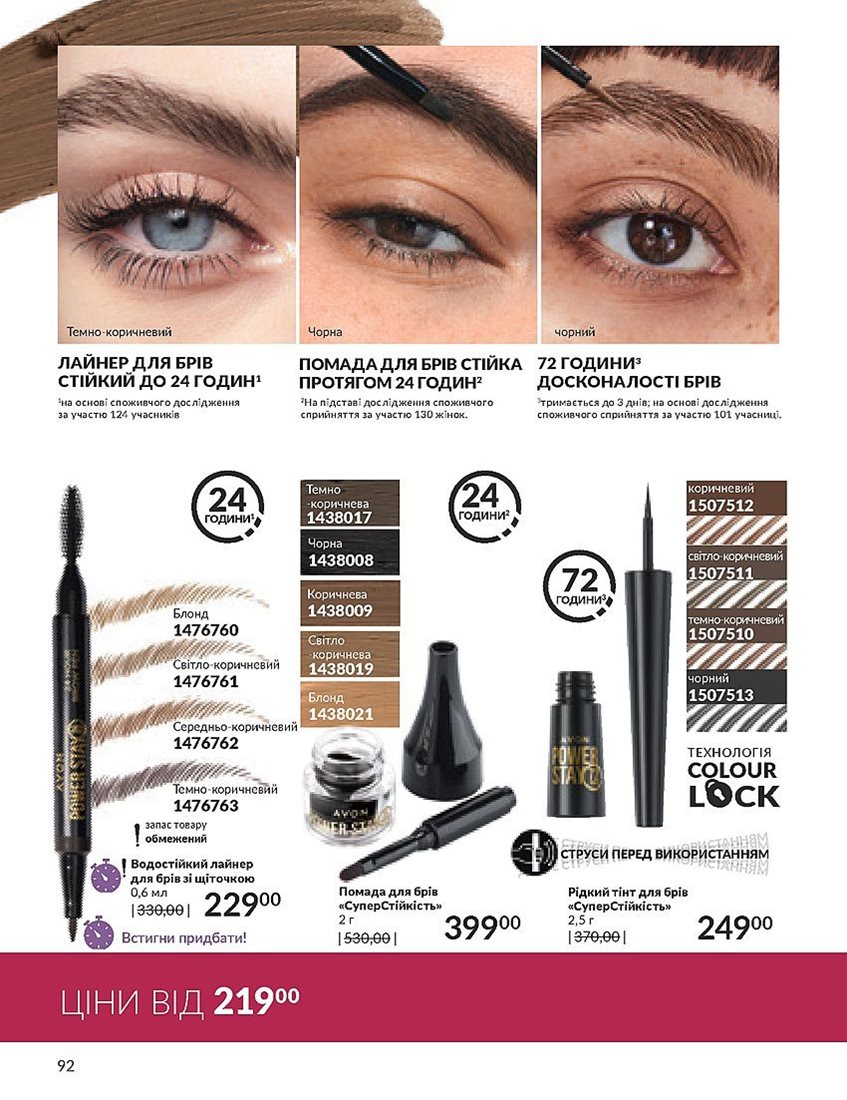 Темно-коричневий
Чорна
чорний
ЛАЙНЕР ДЛЯ БРІВ
СТІЙКИЙ ДО 24 ГОДИН¹
¹на основі споживчого дослідження
за участю 124 учасників
ПОМАДА ДЛЯ БРІВ СТІЙКА
ПРОТЯГОМ 24 ГОДИН²
²На підставі дослідження споживчого
сприйняття за участю 130 жінок.
72 ГОДИНИ³
ДОСКОНАЛОСТІ БРІВ
³тримається до 3 днів; на основі дослідження
споживчого сприйняття за участю 101 учасниці.
24
ГОДИНИ¹
Блонд
1476760
Світло-коричневий
1476761
Середньо-коричневий
1476762
Темно-коричневий
1476763
24 HOUR
BROW PEN
AVON
POWER STAY
запас товару
обмежений
Водостійкий лайнер
для брів зі щіточкою
0,6 мл
|330,00| 229⁰⁰
Встигни придбати!
Темно
-коричнева
1438017
Чорна
1438008
Коричнева
1438009
Світло
-коричнева
1438019
Блонд
1438021
24
ГОДИНИ²
AVON
POWER STAY
Помада для брів
«СуперСтійкість»
2 г
|530,00| 399⁰⁰
72
ГОДИНИ³
AVON
POWER
STAY
коричневий
1507512
світло-коричневий
1507511
темно-коричневий
1507510
чорний
1507513
ТЕХНОЛОГІЯ
COLOUR
LOCK
СТРУСИ ПЕРЕД ВИКОРИСТАННЯМ
Рідкий тінт для брів
«СуперСтійкість»
2,5 г
|370,00| 249⁰⁰
ЦІНИ ВІД 219⁰⁰
92